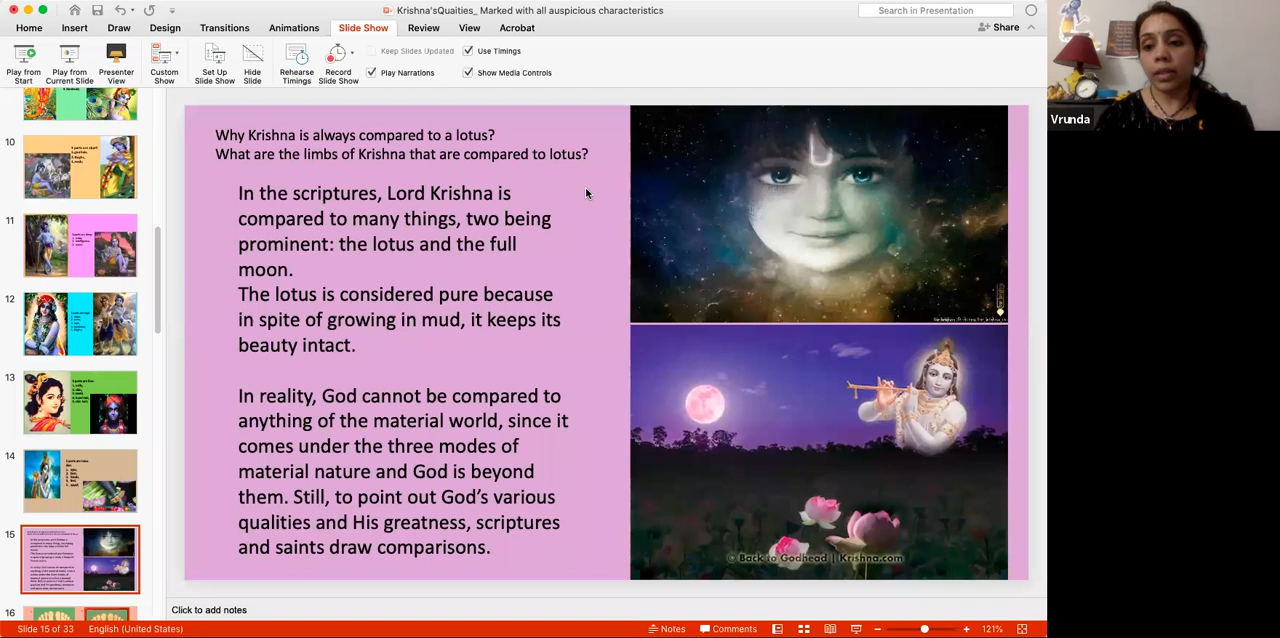 Krishna'sQuaities_ Marked with all auspicious characteristics
Search in Presentation
Home Insert Draw Design Transitions Animations Slide Show Review View Acrobat
Share
Play from Start
Play from Current Slide
Presenter View
Custom Show
Set Up Slide Show
Hide Slide
Rehearse Timings
Record Slide Show
Keep Slides Updated
Use Timings
Play Narrations
Show Media Controls
Vrunda
10
11
12
13
14
15
16
Why Krishna is always compared to a lotus?
What are the limbs of Krishna that are compared to lotus?
In the scriptures, Lord Krishna is
compared to many things, two being
prominent: the lotus and the full
moon.
The lotus is considered pure because
in spite of growing in mud, it keeps its
beauty intact.
In reality, God cannot be compared to
anything of the material world, since it
comes under the three modes of
material nature and God is beyond
them. Still, to point out God's various
qualities and His greatness, scriptures
and saints draw comparisons.
Back to Godhead | Krishna.com
Click to add notes
Slide 15 of 33 English (United States) Notes Comments 121%